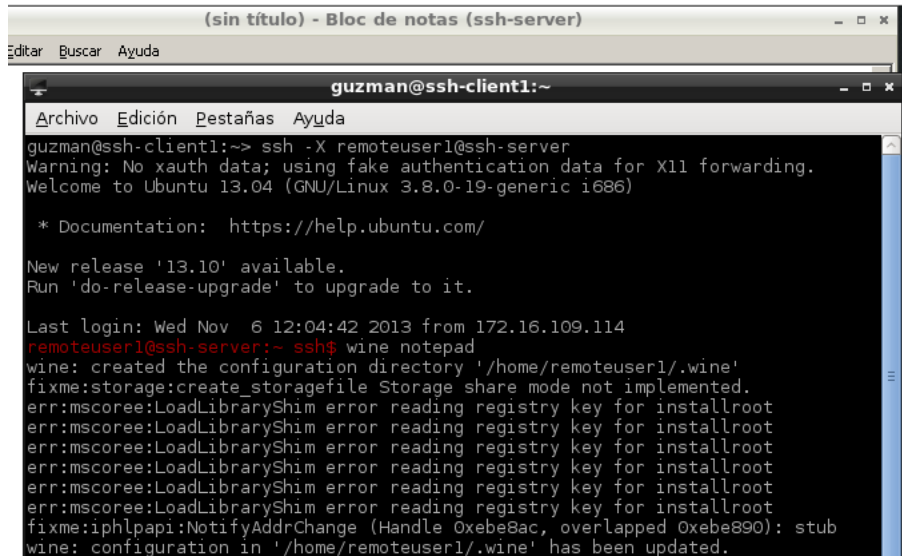 (sin título) - Bloc de notas (ssh-server)
Editar Buscar Ayuda
guzman@ssh-client1:~
Archivo Edición Pestañas Ayuda
guzman@ssh-client1:~> ssh -X remoteuser1@ssh-server
Warning: No xauth data; using fake authentication data for X11 forwarding.
Welcome to Ubuntu 13.04 (GNU/Linux 3.8.0-19-generic i686)
* Documentation: https://help.ubuntu.com/
New release '13.10' available.
Run 'do-release-upgrade' to upgrade to it.
Last login: Wed Nov 6 12:04:42 2013 from 172.16.109.114
remoteuser1@ssh-server:~ ssh$ wine notepad
wine: created the configuration directory '/home/remoteuser1/.wine'
fixme:storage:create_storagefile Storage share mode not implemented.
err:mscoree:LoadLibraryShim error reading registry key for installroot
err:mscoree:LoadLibraryShim error reading registry key for installroot
err:mscoree:LoadLibraryShim error reading registry key for installroot
err:mscoree:LoadLibraryShim error reading registry key for installroot
err:mscoree:LoadLibraryShim error reading registry key for installroot
err:mscoree:LoadLibraryShim error reading registry key for installroot
fixme:iphlpapi:NotifyAddrChange (Handle 0xebe8ac, overlapped 0xebe890): stub
wine: configuration in '/home/remoteuser1/.wine' has been updated.